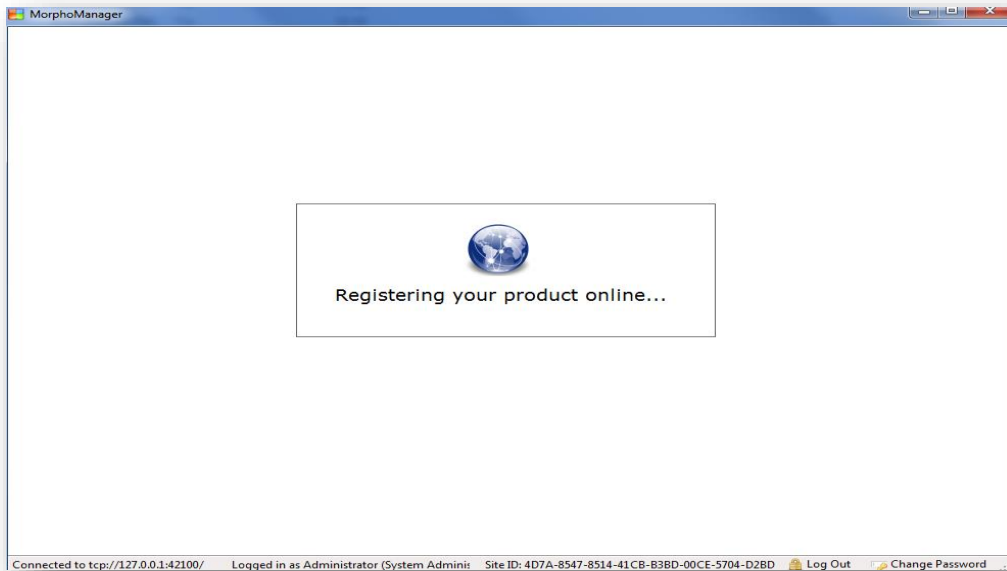 MorphoManager
Registering your product online...
Connected to tcp://127.0.0.1:42100/ Logged in as Administrator (System Adminis Site ID: 4D7A-8547-8514-41CB-B3BD-00CE-5704-D2BD Log Out Change Password